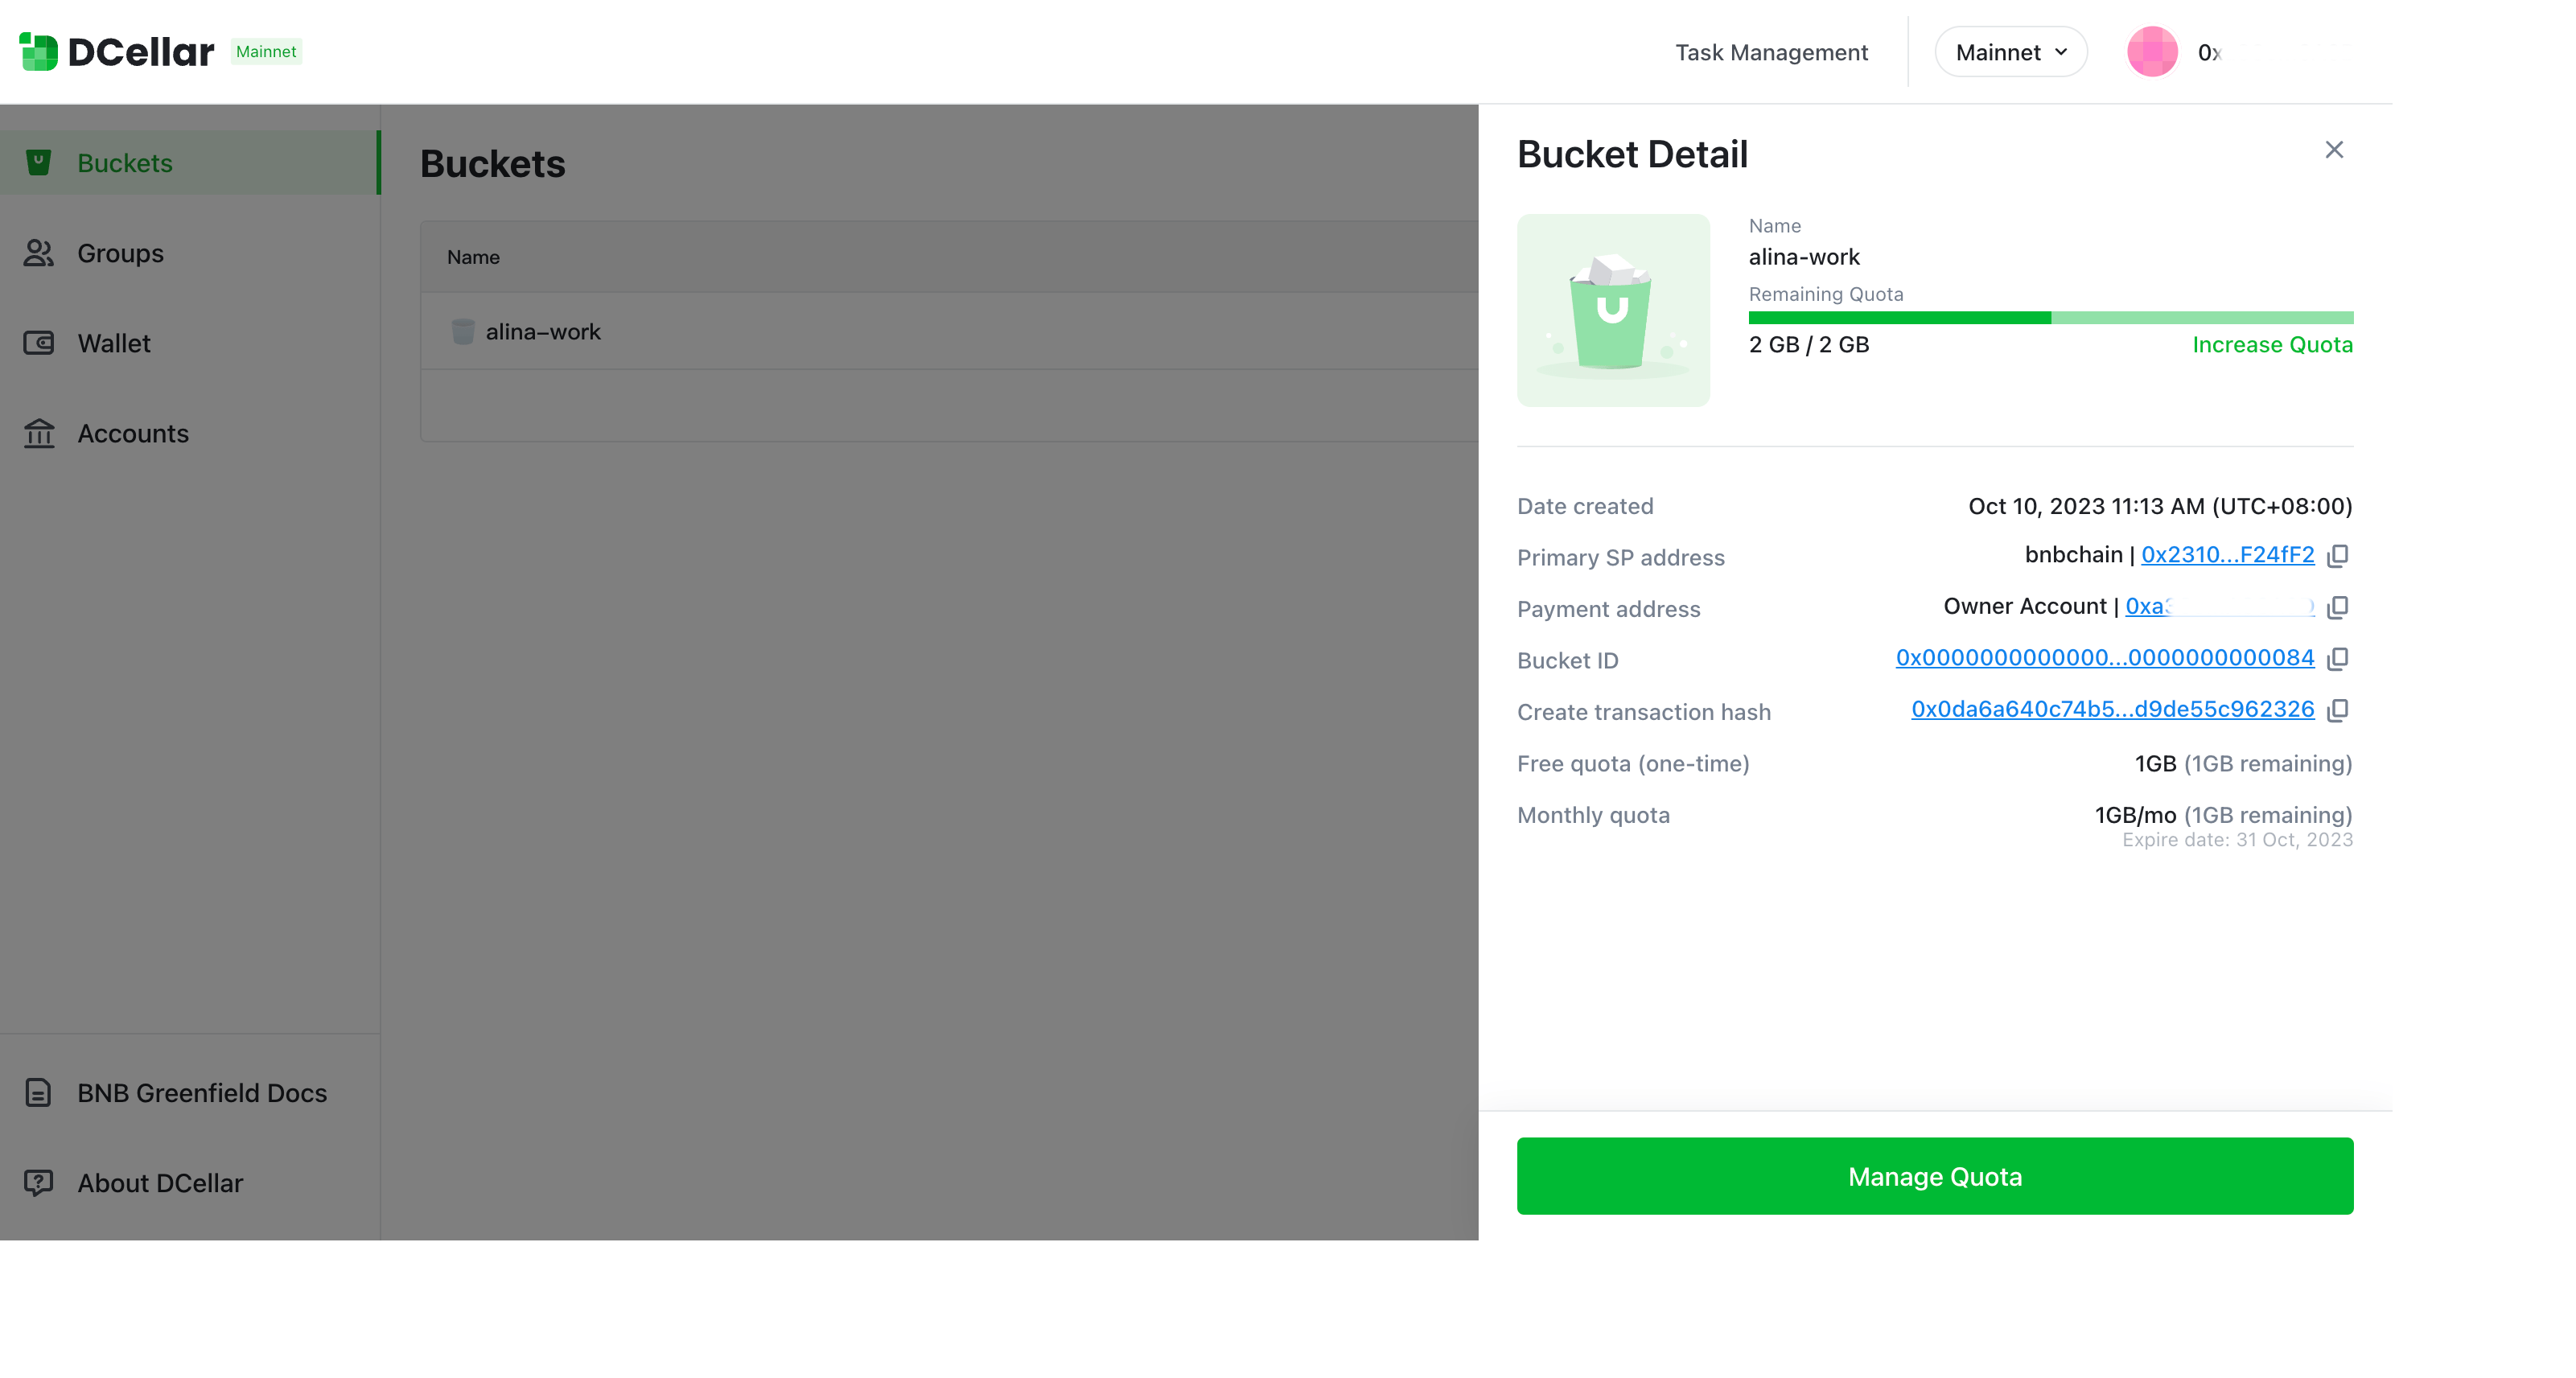 DCellar Mainnet
Task Management
Mainnet
Buckets
Groups
Wallet
Accounts
BNB Greenfield Docs
About DCellar
Buckets
Name
alina-work
Bucket Detail
Name
alina-work
Remaining Quota
2 GB / 2 GB Increase Quota
Date created Oct 10, 2023 11:13 AM (UTC+08:00)
Primary SP address bnbchain | 0x2310...F24fF2
Payment address Owner Account |
Bucket ID 0x0000000000000...0000000000084
Create transaction hash 0x0da6a640c74b5...d9de55c962326
Free quota (one-time) 1GB (1GB remaining)
Monthly quota 1GB/mo (1GB remaining)
Expire date: 31 Oct, 2023
Manage Quota